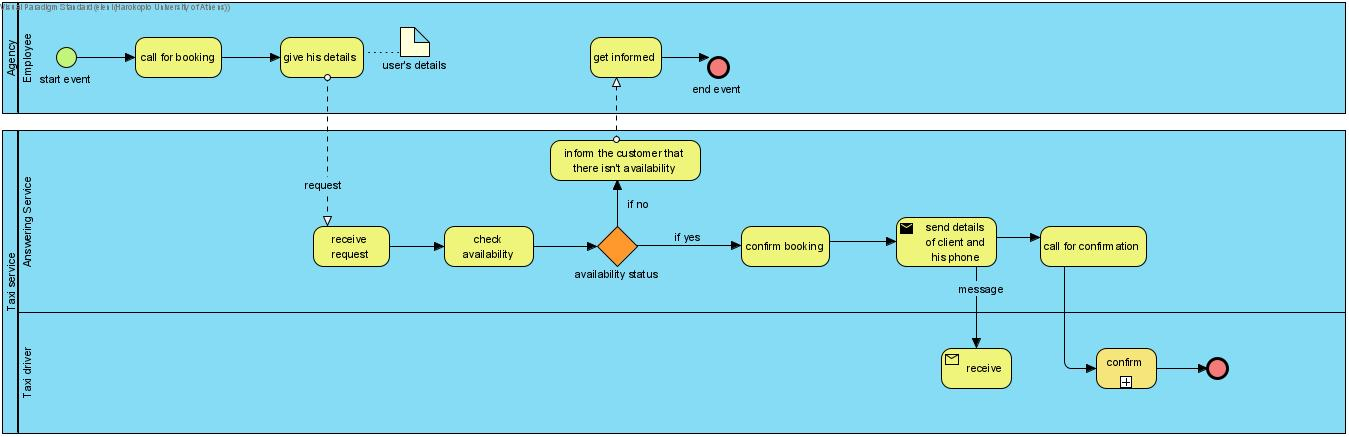 Visual Paradigm Standard(eleni(Harokopio University of Athens))
Agency
Employee
start event
call for booking
give his details
user's details
get informed
end event
Taxi service
Answering Service
request
inform the customer that
there isn't availability
if no
receive
request
check
availability
availability status
if yes
confirm booking
send details
of client and
his phone
call for confirmation
message
Taxi driver
receive
confirm